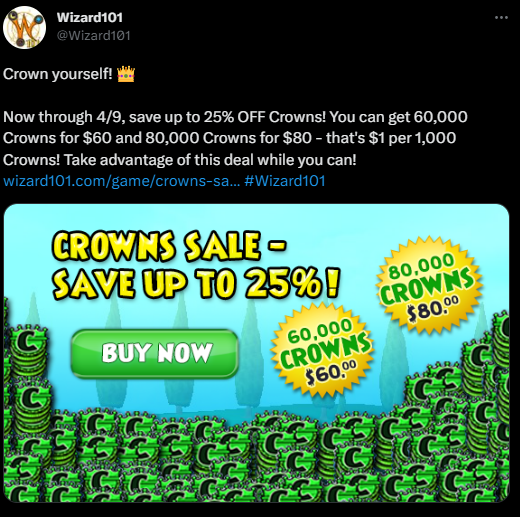 Wizard101
@Wizard101
Crown yourself! 👑
Now through 4/9, save up to 25% OFF Crowns! You can get 60,000
Crowns for $60 and 80,000 Crowns for $80 - that's $1 per 1,000
Crowns! Take advantage of this deal while you can!
wizard101.com/game/crowns-sa... #Wizard101
CROWNS SALE -
SAVE UP TO 25%!
80,000
CROWNS
$80.00
BUY NOW
60,000
CROWNS
$60.00